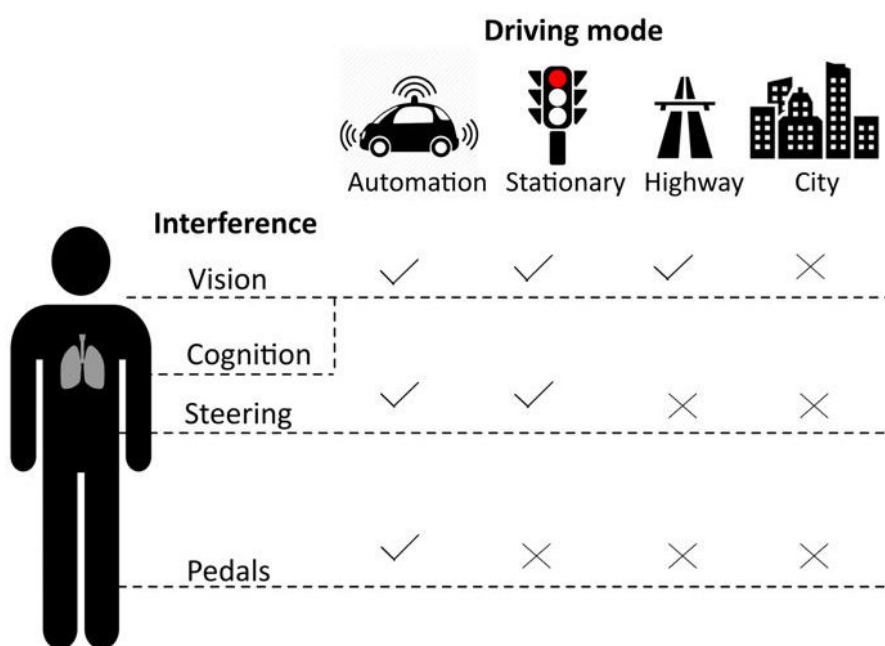 Driving mode
Automation Stationary Highway City
Interference
Vision
Cognition
Steering
Pedals